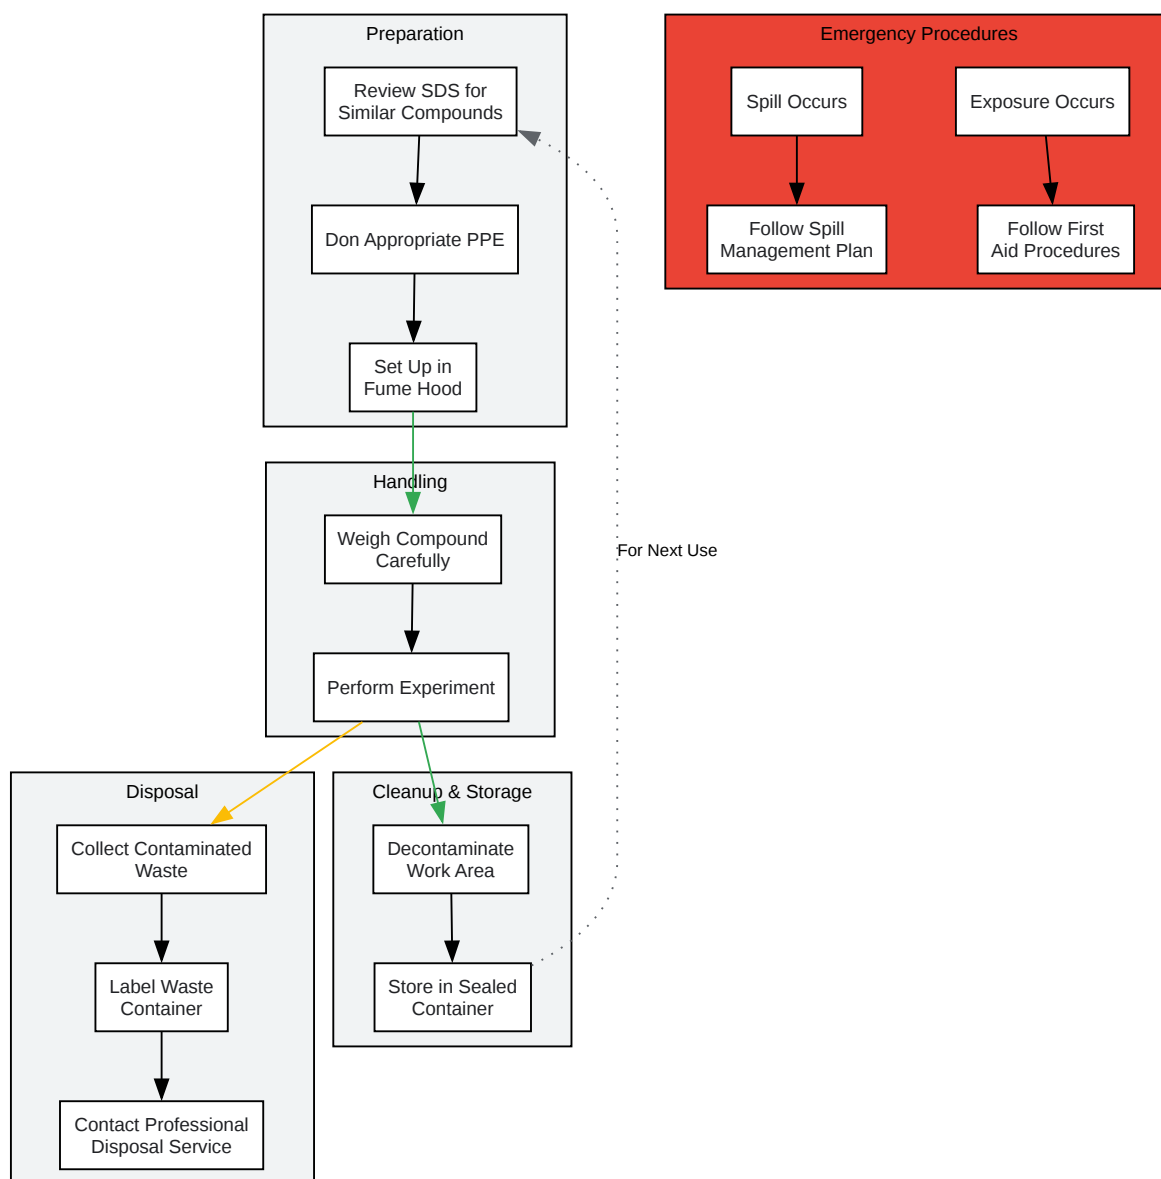 Preparation
Review SDS for
Similar Compounds
Don Appropriate PPE
Set Up in
Fume Hood
Handling
Weigh Compound
Carefully
Perform Experiment
For Next Use
Disposal
Collect Contaminated
Waste
Label Waste
Container
Contact Professional
Disposal Service
Cleanup & Storage
Decontaminate
Work Area
Store in Sealed
Container
Emergency Procedures
Spill Occurs
Follow Spill
Management Plan
Exposure Occurs
Follow First
Aid Procedures